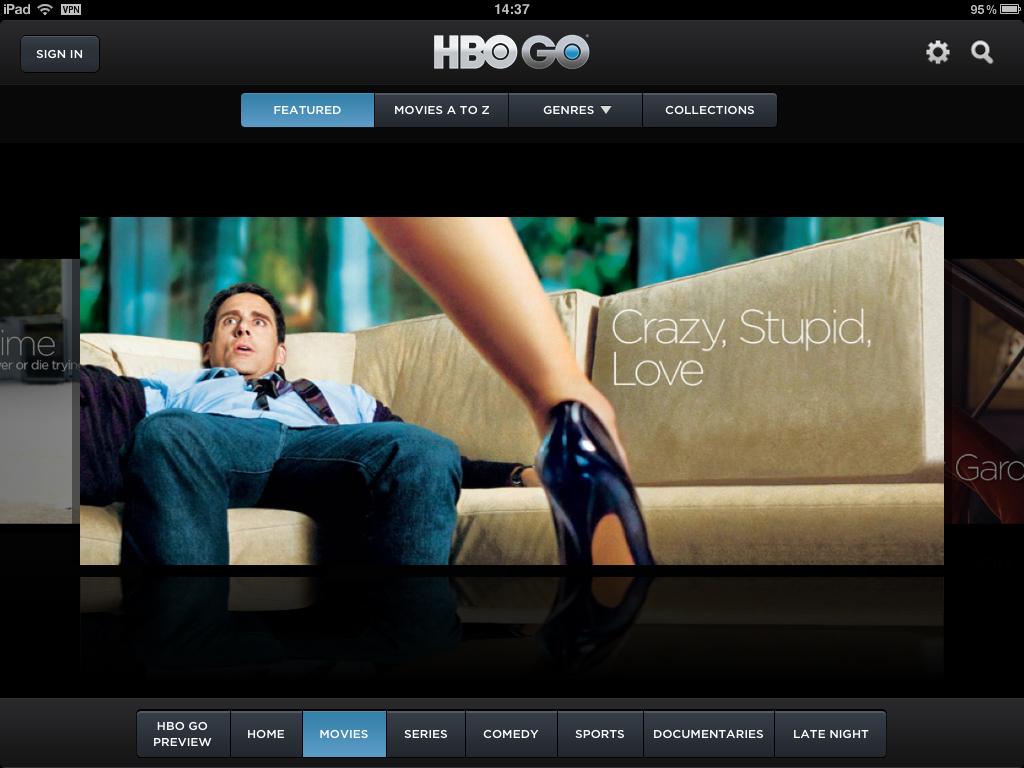 iPad VPN 14:37 95%
SIGN IN
HBO GO
FEATURED MOVIES A TO Z GENRES COLLECTIONS
Crazy, Stupid,
Love
ime
er or die tryin
Gard
HBO GO
PREVIEW
HOME MOVIES SERIES COMEDY SPORTS DOCUMENTARIES LATE NIGHT